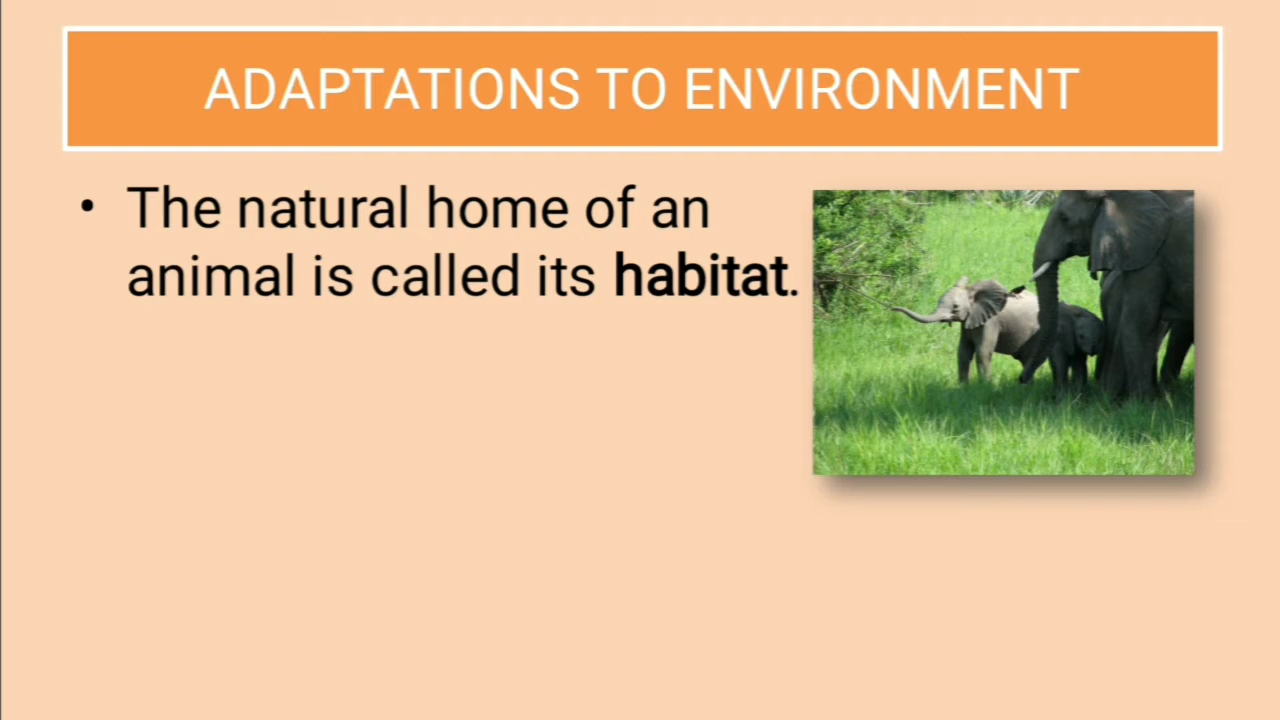 ADAPTATIONS TO ENVIRONMENT
• The natural home of an
animal is called its habitat.